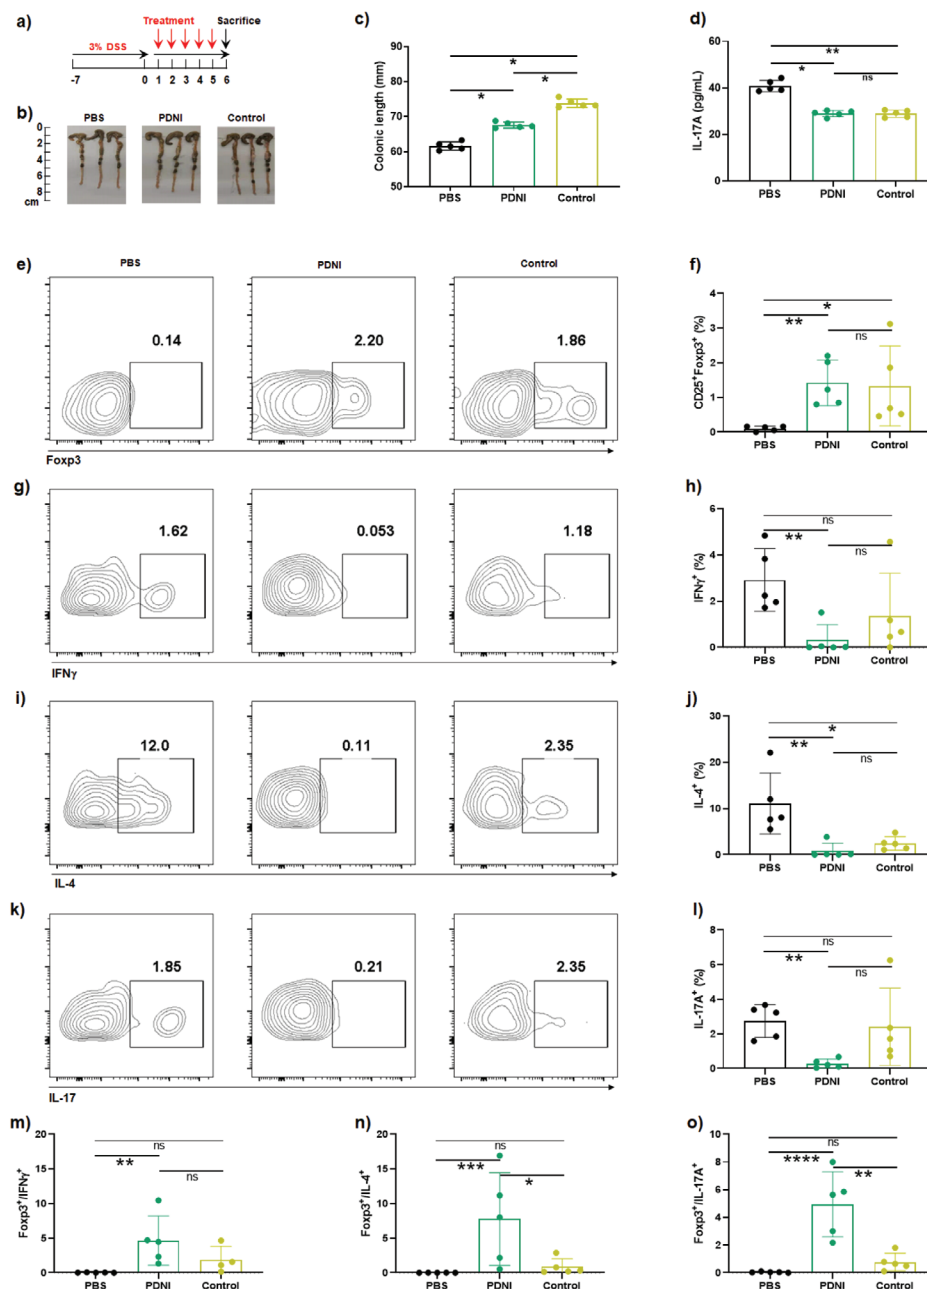 a)
Treatment
Sacrifice
3% DSS
-7 0 1 2 3 4 5 6
b)
PBS PDNI Control
0
2
4
6
8
cm
c)
Colonic length (mm)
80
70
60
50
60
* * *
PBS PDNI Control
d)
IL-17A (pg/mL)
60
40
20
0
**
* ns
PBS PDNI Control
e)
PBS PDNI Control
0.14 2.20 1.86
Foxp3
f)
CD25+Foxp3+ (%)
4
3
2
1
0
*
** ns
PBS PDNI Control
g)
1.62 0.053 1.18
IFNγ
h)
IFNγ+ (%)
6
4
2
0
ns
** ns
PBS PDNI Control
i)
12.0 0.11 2.35
IL-4
j)
IL-4+ (%)
30
20
10
0
*
** ns
PBS PDNI Control
k)
1.85 0.21 2.35
IL-17
l)
IL-17A+ (%)
8
6
4
2
0
ns
** ns
PBS PDNI Control
m)
Foxp3+/IFNγ+
20
15
10
5
0
ns
** ns
PBS PDNI Control
n)
Foxp3+/IL-4+
20
15
10
5
0
ns
*** *
PBS PDNI Control
o)
Foxp3+/IL-17A+
10
8
6
4
2
0
ns
**** **
PBS PDNI Control